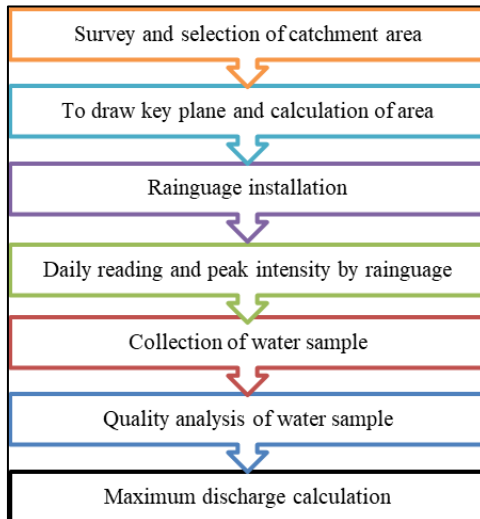 Survey and selection of catchment area
To draw key plane and calculation of area
Rainguage installation
Daily reading and peak intensity by rainguage
Collection of water sample
Quality analysis of water sample
Maximum discharge calculation